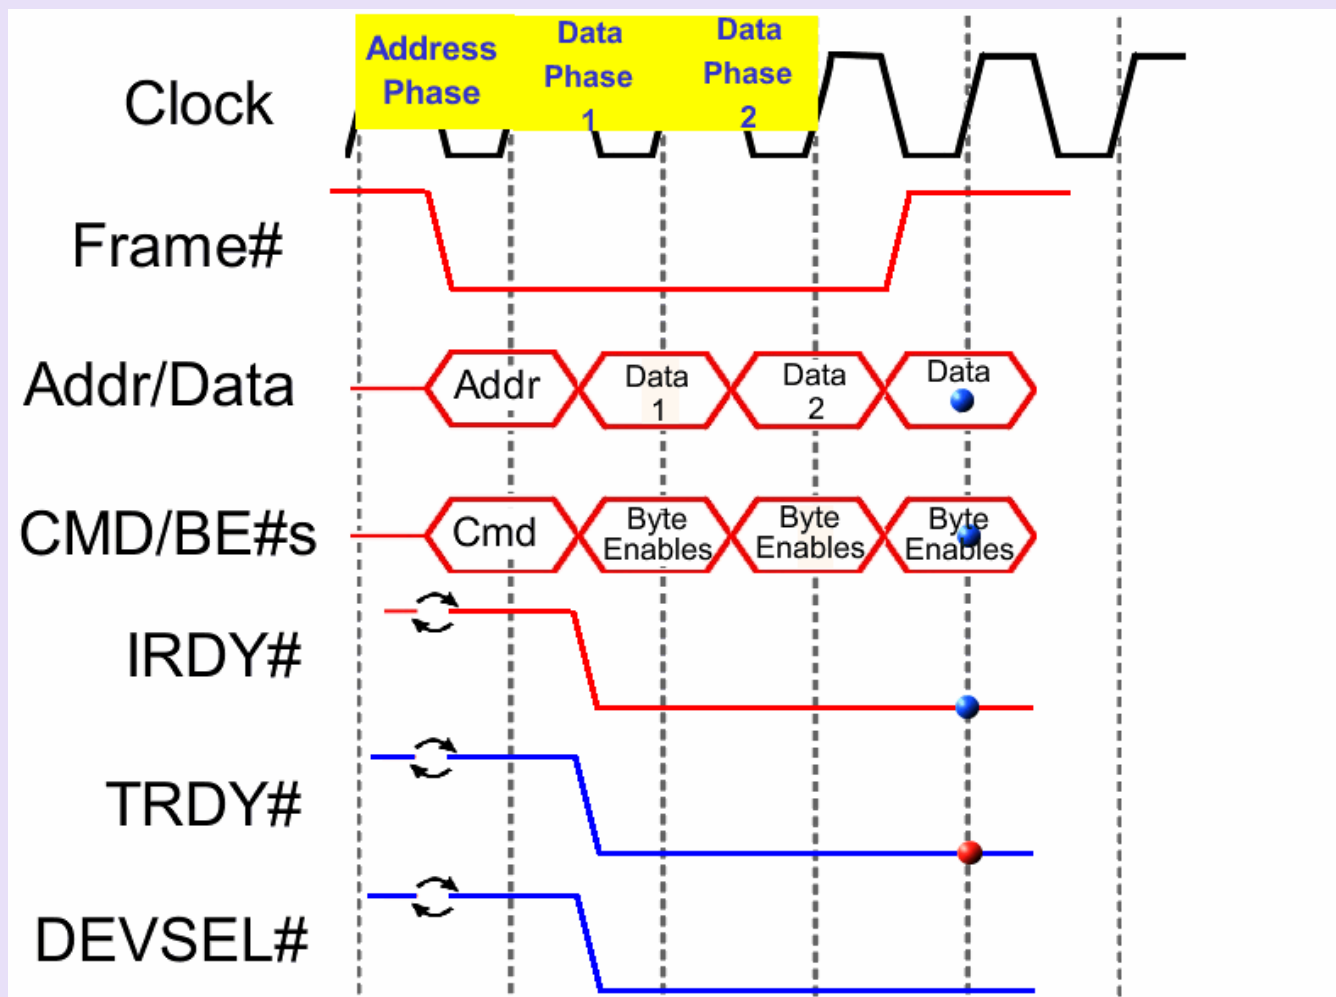 Address
Phase
Data
Phase
1
Data
Phase
2
Clock
Frame#
Addr/Data
Addr
Data
1
Data
2
Data
CMD/BE#s
Cmd
Byte
Enables
Byte
Enables
Byte
Enables
IRDY#
TRDY#
DEVSEL#